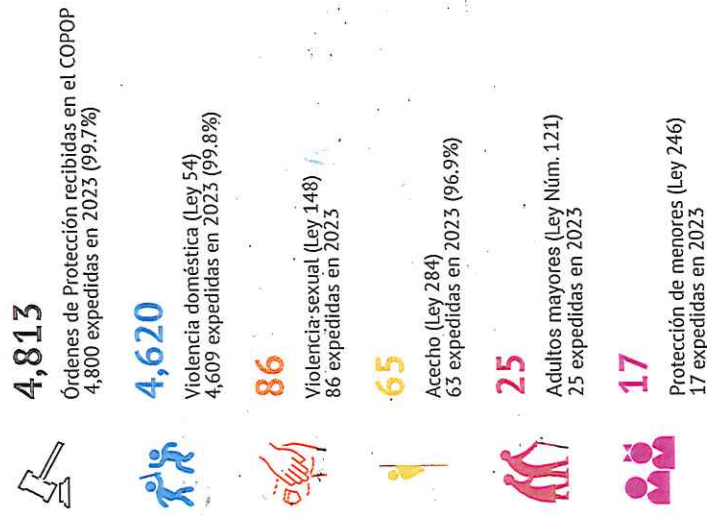 4,813
Órdenes de Protección recibidas en el COPOP
4,800 expedidas en 2023 (99.7%)
4,620
Violencia doméstica (Ley 54)
4,609 expedidas en 2023 (99.8%)
86
Violencia sexual (Ley 148)
86 expedidas en 2023
65
Acecho (Ley 284)
63 expedidas en 2023 (96.9%)
25
Adultos mayores (Ley Núm. 121)
25 expedidas en 2023
17
Protección de menores (Ley 246)
17 expedidas en 2023